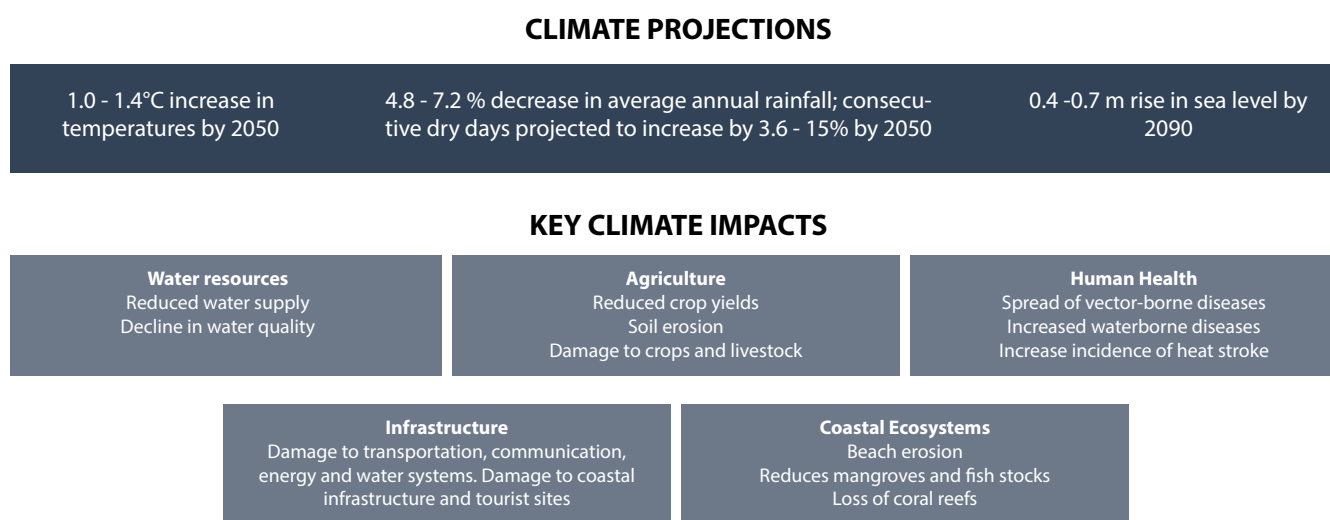 CLIMATE PROJECTIONS
1.0 - 1.4°C increase in
temperatures by 2050
4.8 - 7.2 % decrease in average annual rainfall; consecu-
tive dry days projected to increase by 3.6 - 15% by 2050
0.4 -0.7 m rise in sea level by
2090
KEY CLIMATE IMPACTS
Water resources
Reduced water supply
Decline in water quality
Agriculture
Reduced crop yields
Soil erosion
Damage to crops and livestock
Human Health
Spread of vector-borne diseases
Increased waterborne diseases
Increase incidence of heat stroke
Infrastructure
Damage to transportation, communication,
energy and water systems. Damage to coastal
infrastructure and tourist sites
Coastal Ecosystems
Beach erosion
Reduces mangroves and fish stocks
Loss of coral reefs